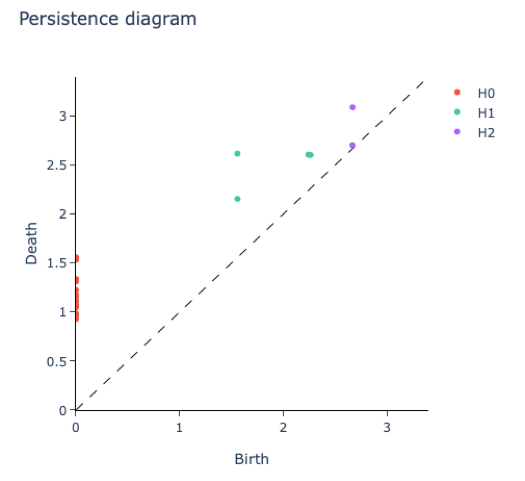 Persistence diagram
H0
H1
H2
3
2.5
2
1.5
1
0.5
0
Death
0 1 2 3
Birth